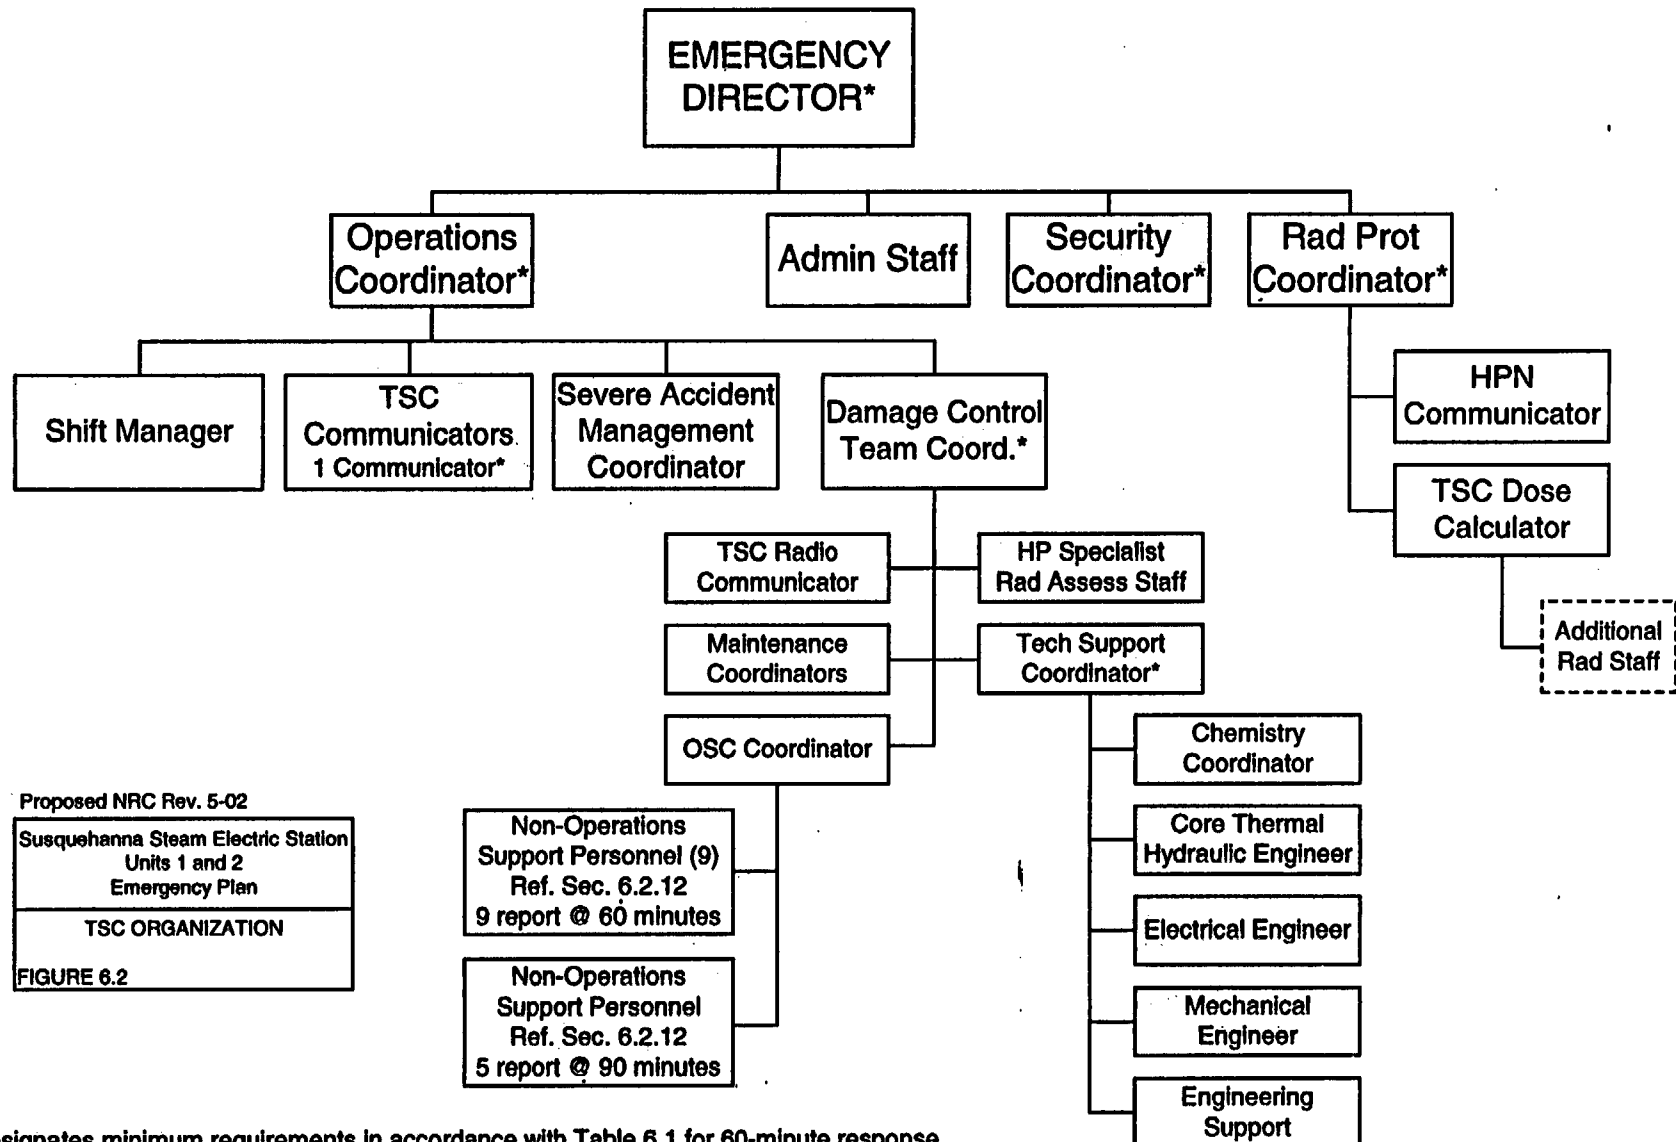 EMERGENCY
DIRECTOR*
Operations
Coordinator*
Admin Staff
Security
Coordinator*
Rad Prot
Coordinator*
Shift Manager
TSC
Communicators
1 Communicator*
Severe Accident
Management
Coordinator
Damage Control
Team Coord.*
HPN
Communicator
TSC Dose
Calculator
Additional
Rad Staff
TSC Radio
Communicator
HP Specialist
Rad Assess Staff
Maintenance
Coordinators
Tech Support
Coordinator*
OSC Coordinator
Chemistry
Coordinator
Core Thermal
Hydraulic Engineer
Electrical Engineer
Mechanical
Engineer
Engineering
Support
Non-Operations
Support Personnel (9)
Ref. Sec. 6.2.12
9 report @ 60 minutes
Non-Operations
Support Personnel
Ref. Sec. 6.2.12
5 report @ 90 minutes
Proposed NRC Rev. 5-02
Susquehanna Steam Electric Station
Units 1 and 2
Emergency Plan
TSC ORGANIZATION
FIGURE 6.2
minimum requirements in accordance with Table 6.1 for 60-minute response